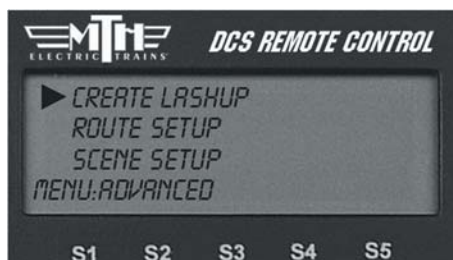 MTH
ELECTRIC TRAINS
DCS REMOTE CONTROL
CREATE LASHUP
ROUTE SETUP
SCENE SETUP
MENU:ADVANCED
S1 S2 S3 S4 S5